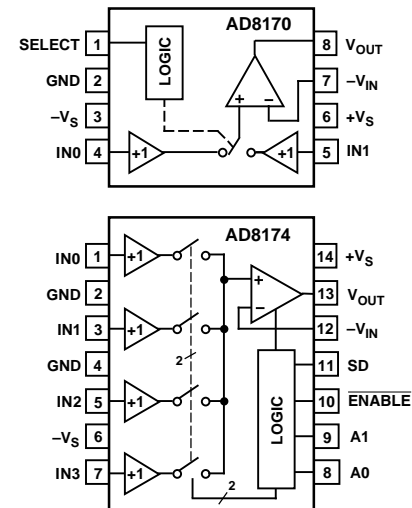 AD8170
SELECT 1 LOGIC 8 VOUT
GND 2 7 –VIN
–VS 3 + – 6 +VS
IN0 4 +1 +1 5 IN1
AD8174
IN0 1 +1 14 +VS
GND 2 + 13 VOUT
IN1 3 +1 – 12 –VIN
GND 4 2 11 SD
IN2 5 +1 LOGIC 10 ENABLE
–VS 6 9 A1
IN3 7 +1 2 8 A0